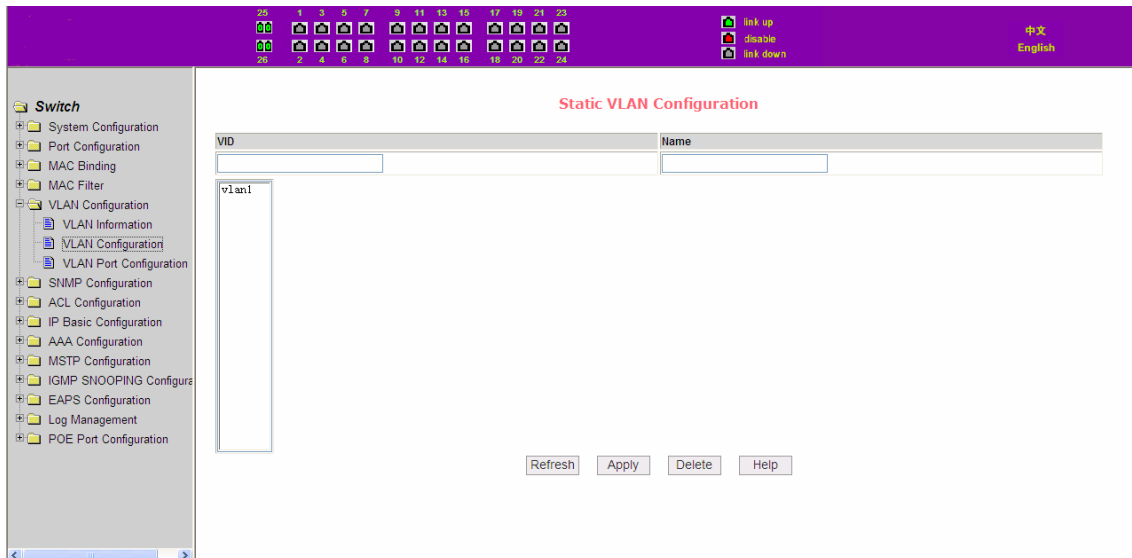 25 1 3 5 7 9 11 13 15 17 19 21 23
26 2 4 6 8 10 12 14 16 18 20 22 24
link up
disable
link down
中文
English
Switch
System Configuration
Port Configuration
MAC Binding
MAC Filter
VLAN Configuration
VLAN Information
VLAN Configuration
VLAN Port Configuration
SNMP Configuration
ACL Configuration
IP Basic Configuration
AAA Configuration
MSTP Configuration
IGMP SNOOPING Configura
EAPS Configuration
Log Management
POE Port Configuration
Static VLAN Configuration
VID Name
vlan1
Refresh Apply Delete Help